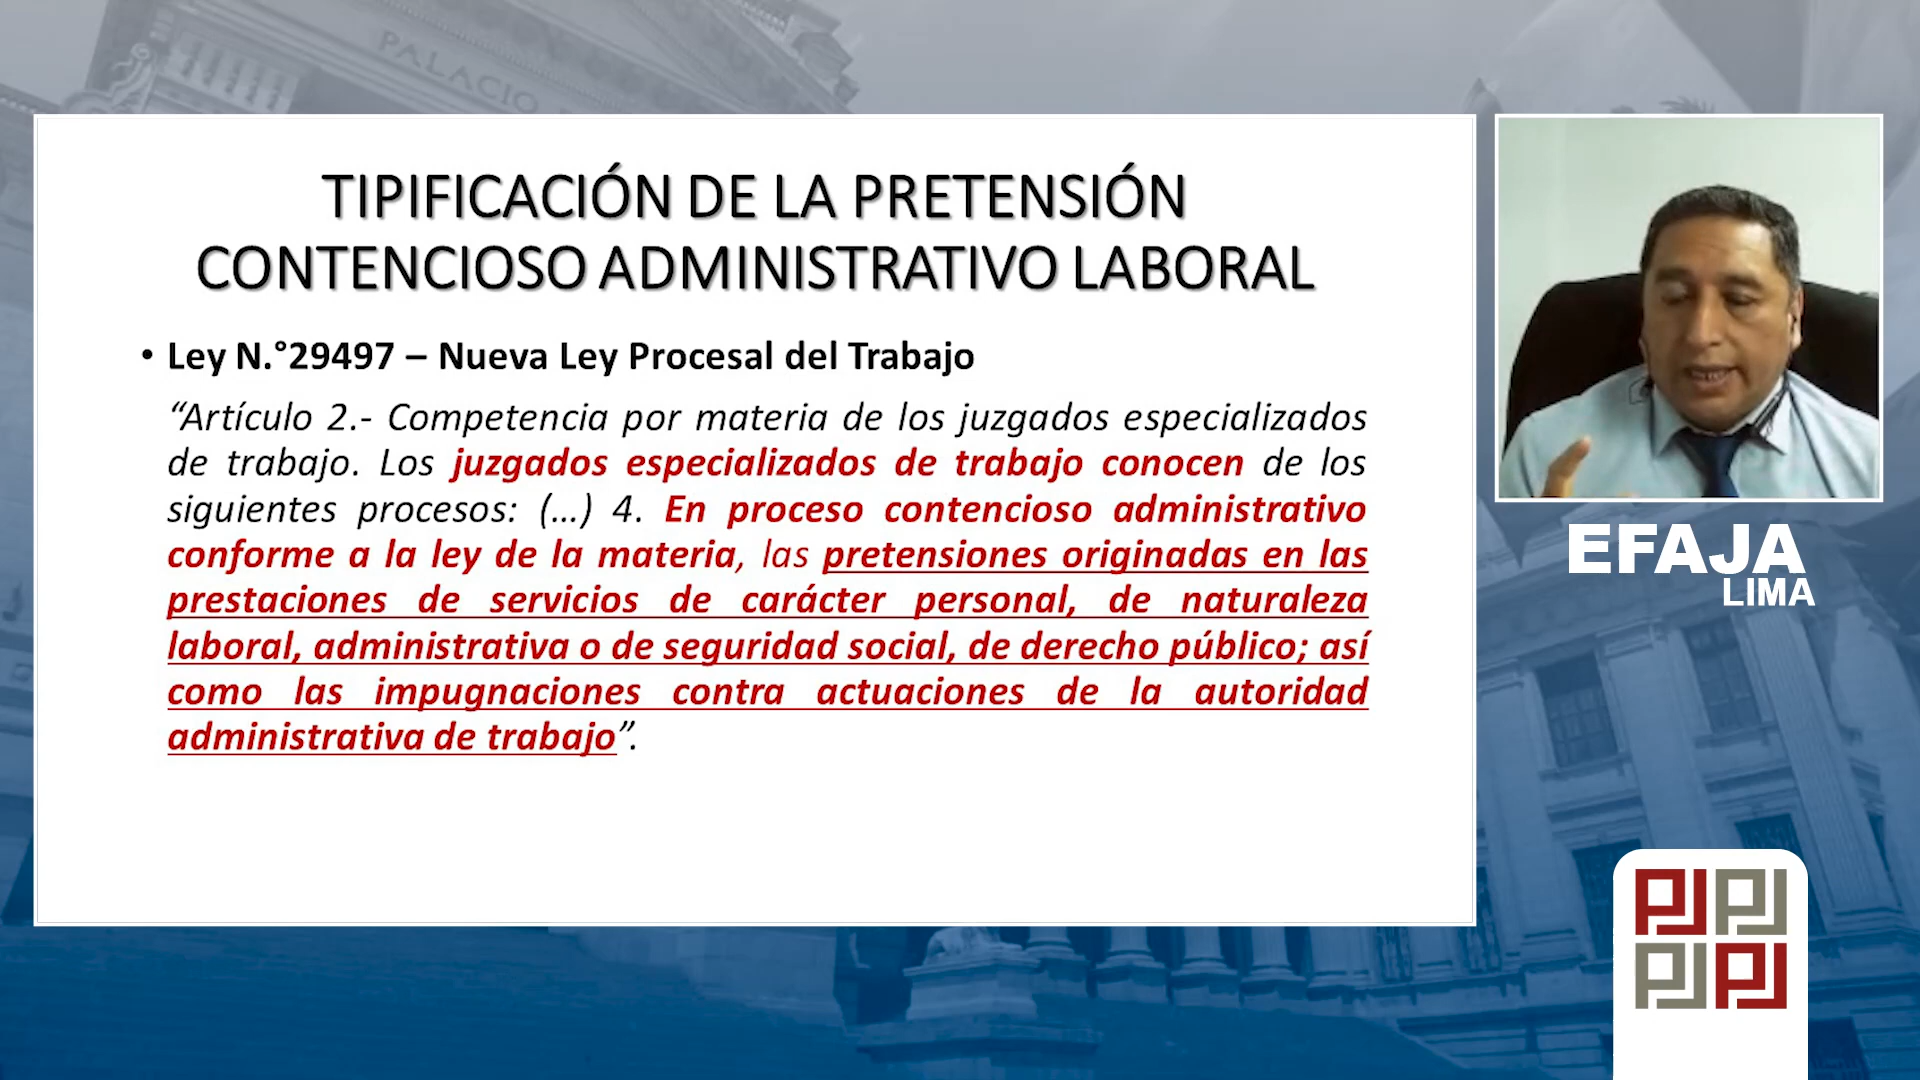 PALACIO
TIPIFICACIÓN DE LA PRETENSIÓN
CONTENCIOSO ADMINISTRATIVO LABORAL
• Ley N.°29497 – Nueva Ley Procesal del Trabajo
“Artículo 2.- Competencia por materia de los juzgados especializados
de trabajo. Los juzgados especializados de trabajo conocen de los
siguientes procesos: (…) 4. En proceso contencioso administrativo
conforme a la ley de la materia, las pretensiones originadas en las
prestaciones de servicios de carácter personal, de naturaleza
laboral, administrativa o de seguridad social, de derecho público; así
como las impugnaciones contra actuaciones de la autoridad
administrativa de trabajo”.
EFAJA
LIMA
PJ PJ
PJ PJ